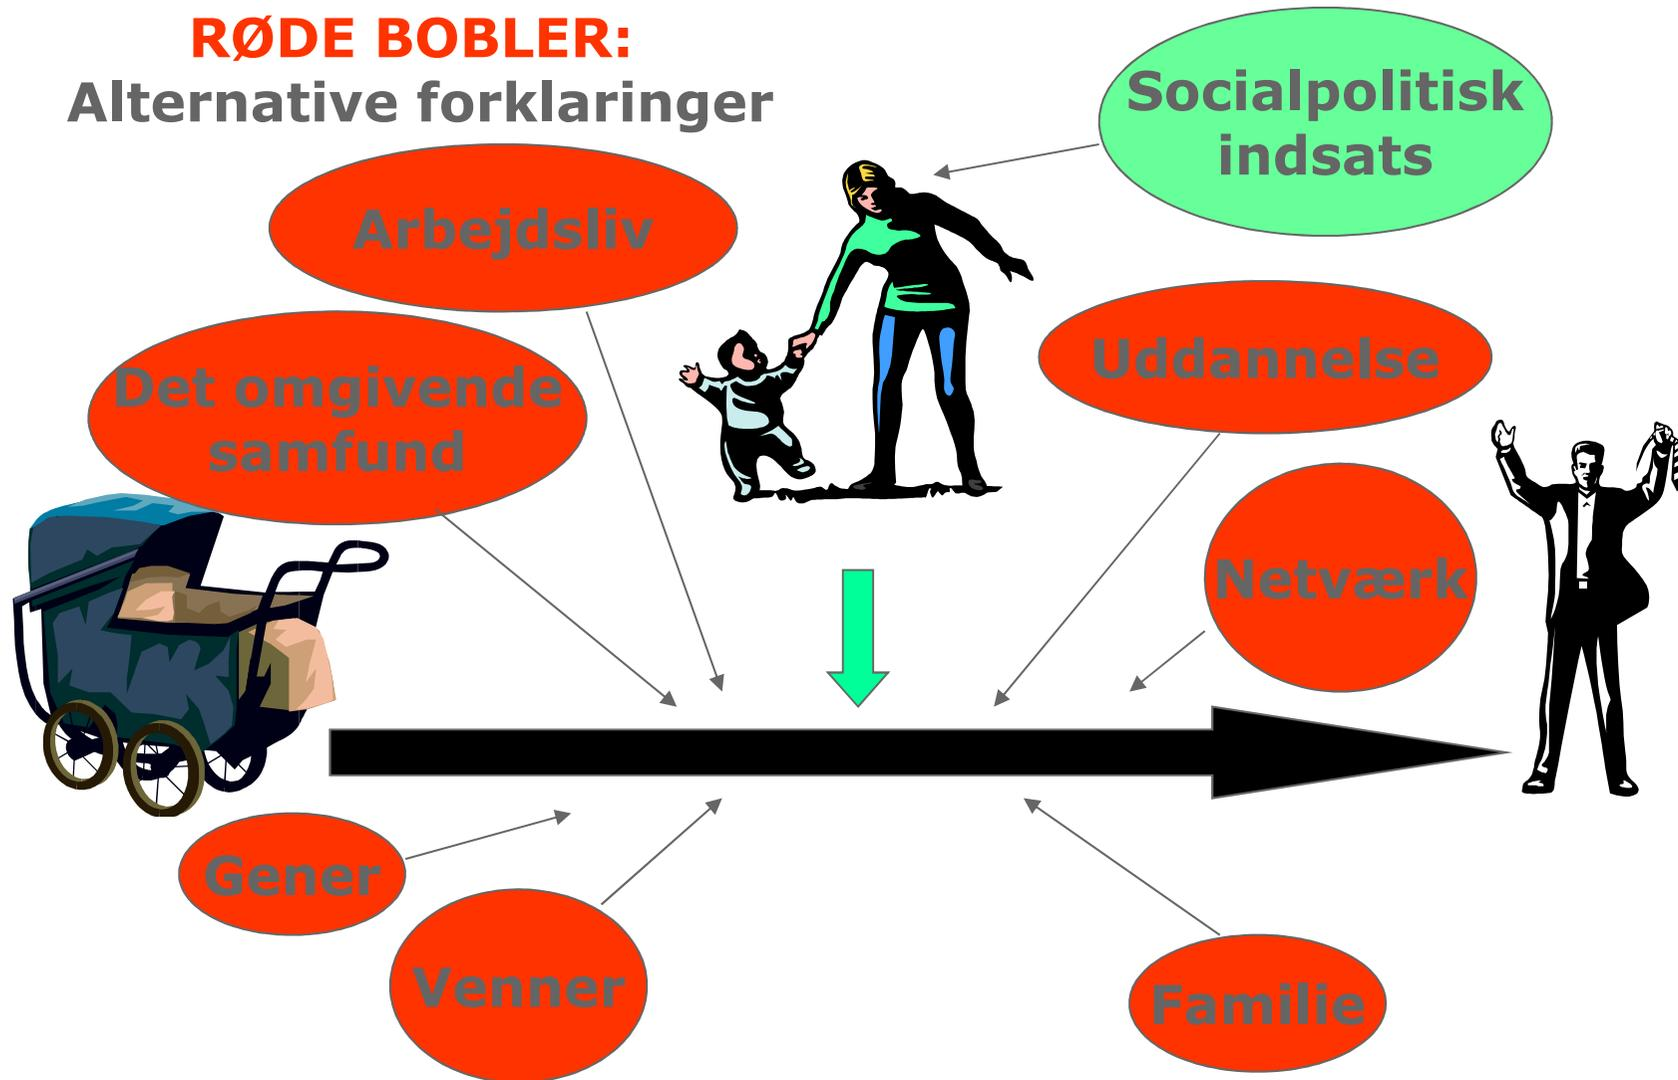 RØDE BOBLER:
Alternative forklaringer
Socialpolitisk
indsats
Arbejdsliv
Uddannelse
Det omgivende
samfund
Netværk
Gener
Venner
Familie